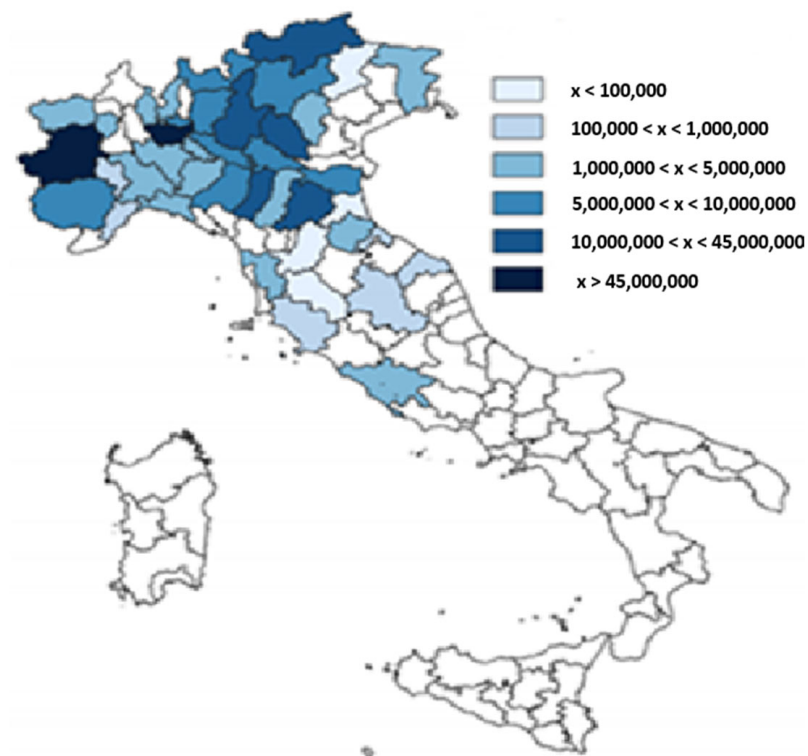 x < 100,000
100,000 < x < 1,000,000
1,000,000 < x < 5,000,000
5,000,000 < x < 10,000,000
10,000,000 < x < 45,000,000
x > 45,000,000